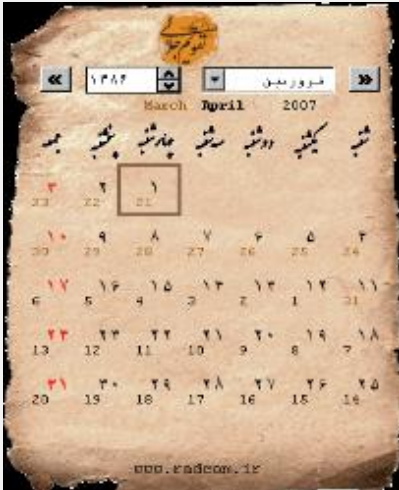 تقویم
» فروردین ۱۳۸۶ «
March April 2007
شنبه یکشنبه دوشنبه سه شنبه چهارشنبه پنجشنبه جمعه
۱ ۲ ۳
21 22 23
۴ ۵ ۶ ۷ ۸ ۹ ۱۰
24 25 26 27 28 29 30
۱۱ ۱۲ ۱۳ ۱۴ ۱۵ ۱۶ ۱۷
31 1 2 3 4 5 6
۱۸ ۱۹ ۲۰ ۲۱ ۲۲ ۲۳ ۲۴
7 8 9 10 11 12 13
۲۵ ۲۶ ۲۷ ۲۸ ۲۹ ۳۰ ۳۱
14 15 16 17 18 19 20
www.radcom.ir